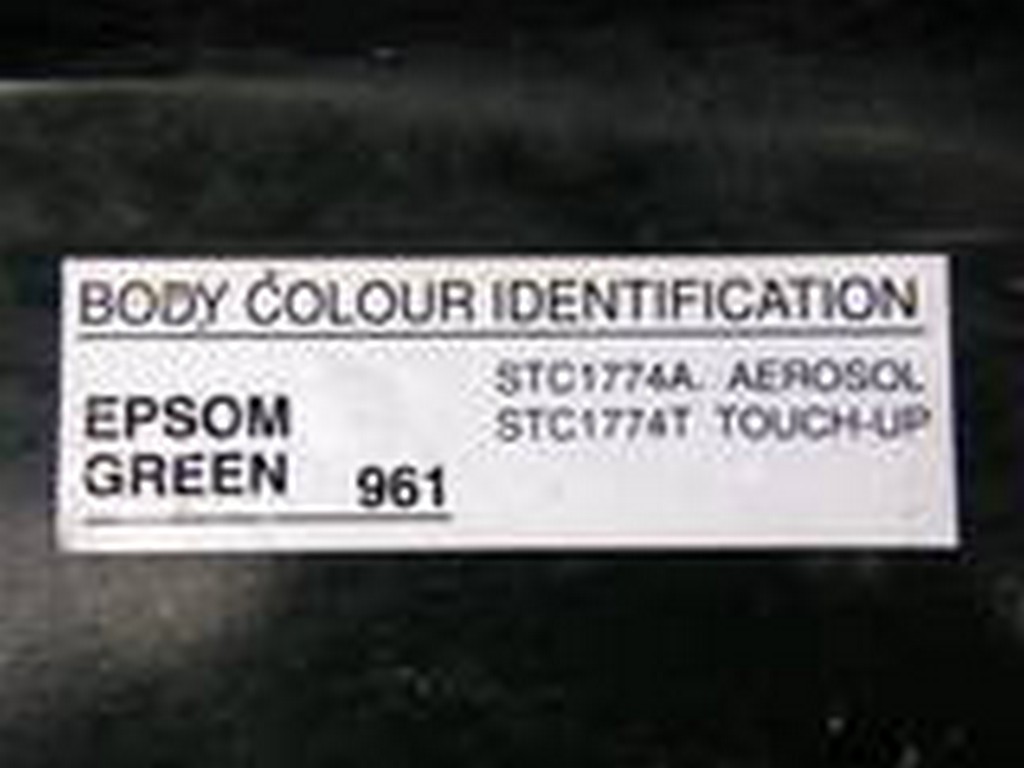 BODY COLOUR IDENTIFICATION
STC1774A AEROSOL
STC1774T TOUCH-UP
EPSOM
GREEN 961